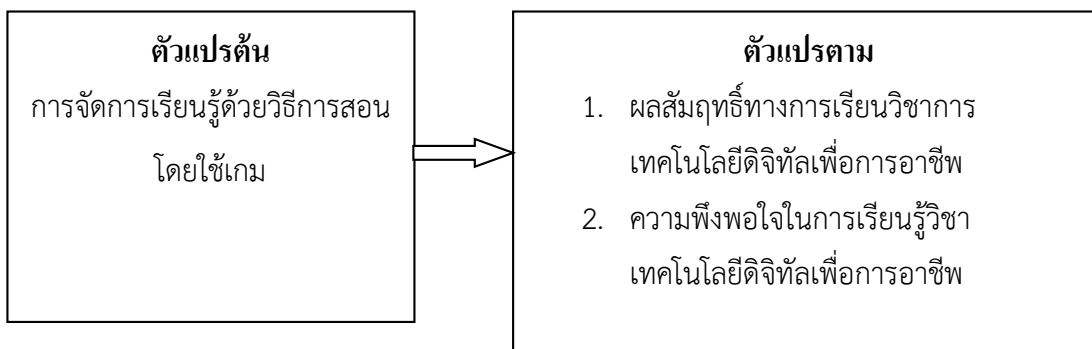 ตัวแปรต้น
การจัดการเรียนรู้ด้วยวิธีการสอน
โดยใช้เกม
ตัวแปรตาม
1. ผลสัมฤทธิ์ทางการเรียนวิชาการ
เทคโนโลยีดิจิทัลเพื่อการอาชีพ
2. ความพึงพอใจในการเรียนรู้วิชา
เทคโนโลยีดิจิทัลเพื่อการอาชีพ